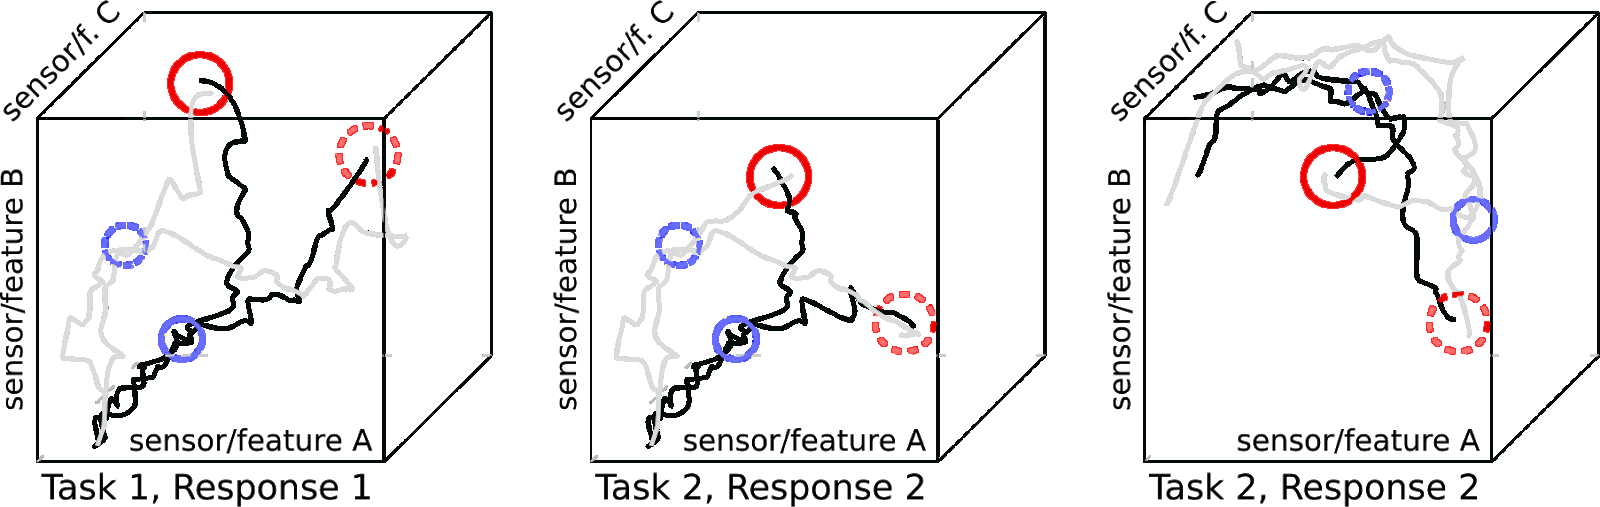 sensor/f. C
sensor/feature B
sensor/feature A
Task 1, Response 1
sensor/f. C
sensor/feature B
sensor/feature A
Task 2, Response 2
sensor/f. C
sensor/feature B
sensor/feature A
Task 2, Response 2